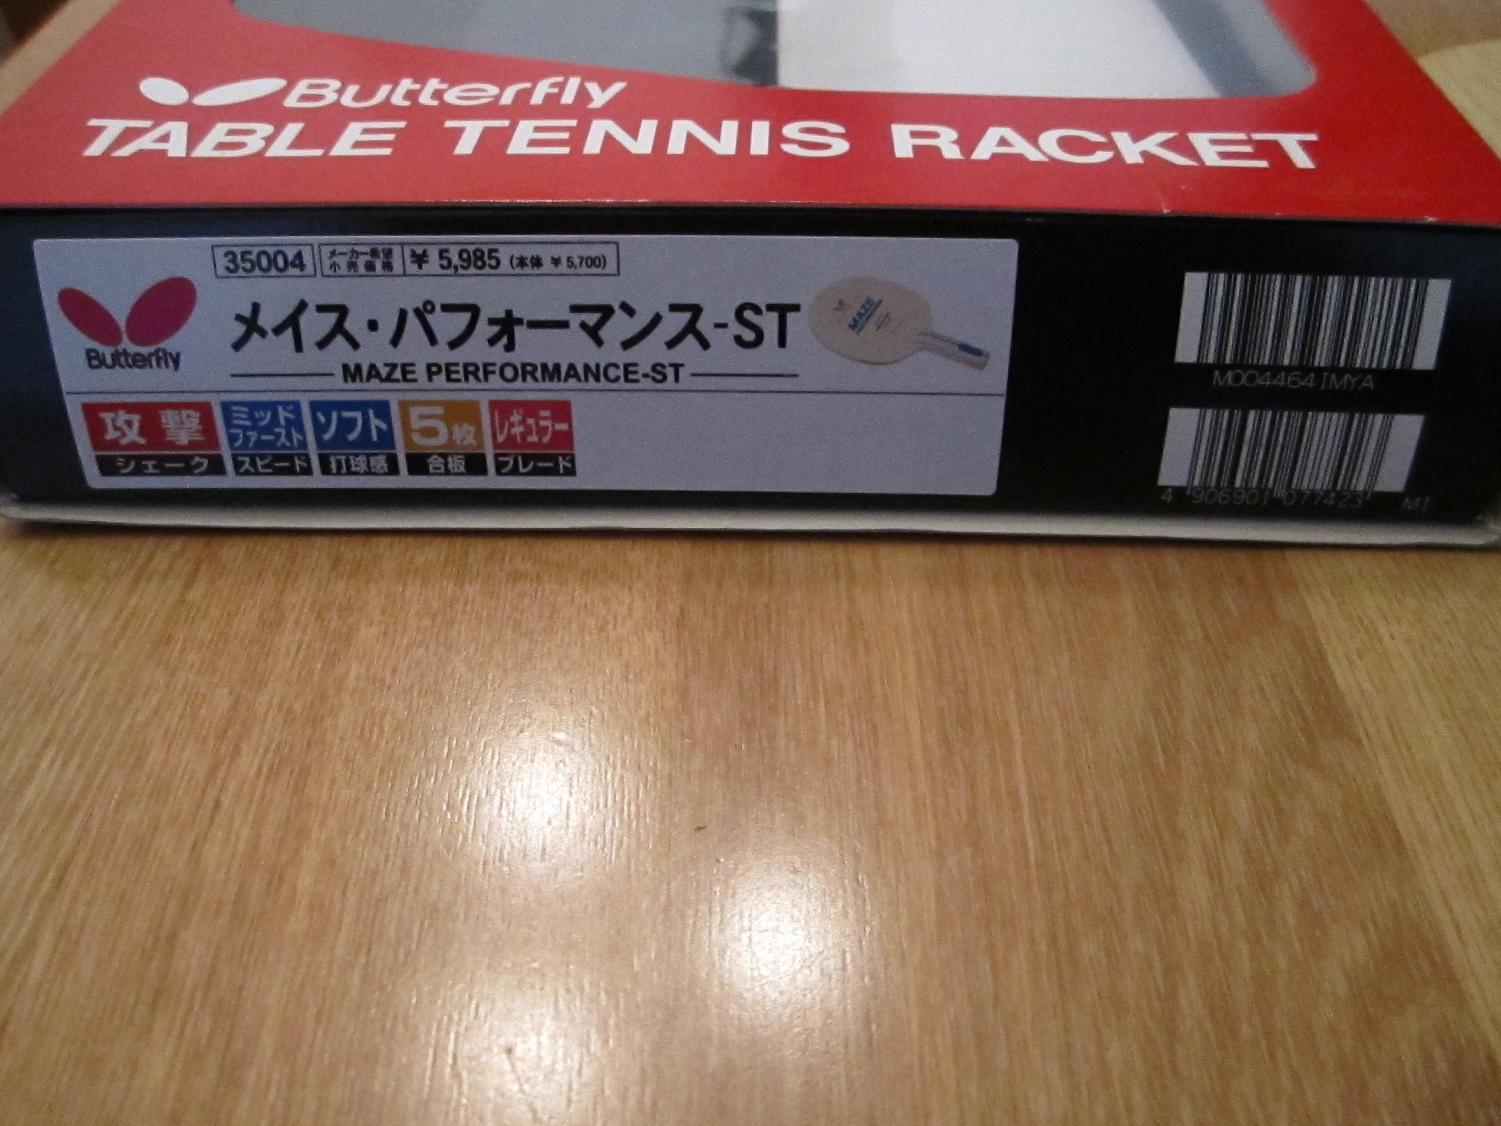 Butterfly
TABLE TENNIS RACKET
35004 メーカー希望小売価格 ¥ 5,985 (本体 ¥ 5,700)
Butterfly
メイス・パフォーマンス-ST
MAZE PERFORMANCE-ST
MAZE
攻撃 ミッドファースト ソフト 5枚 レギュラー
シェーク スピード 打球感 合板 ブレード
M0044641MYA
4 906901 077423 M1